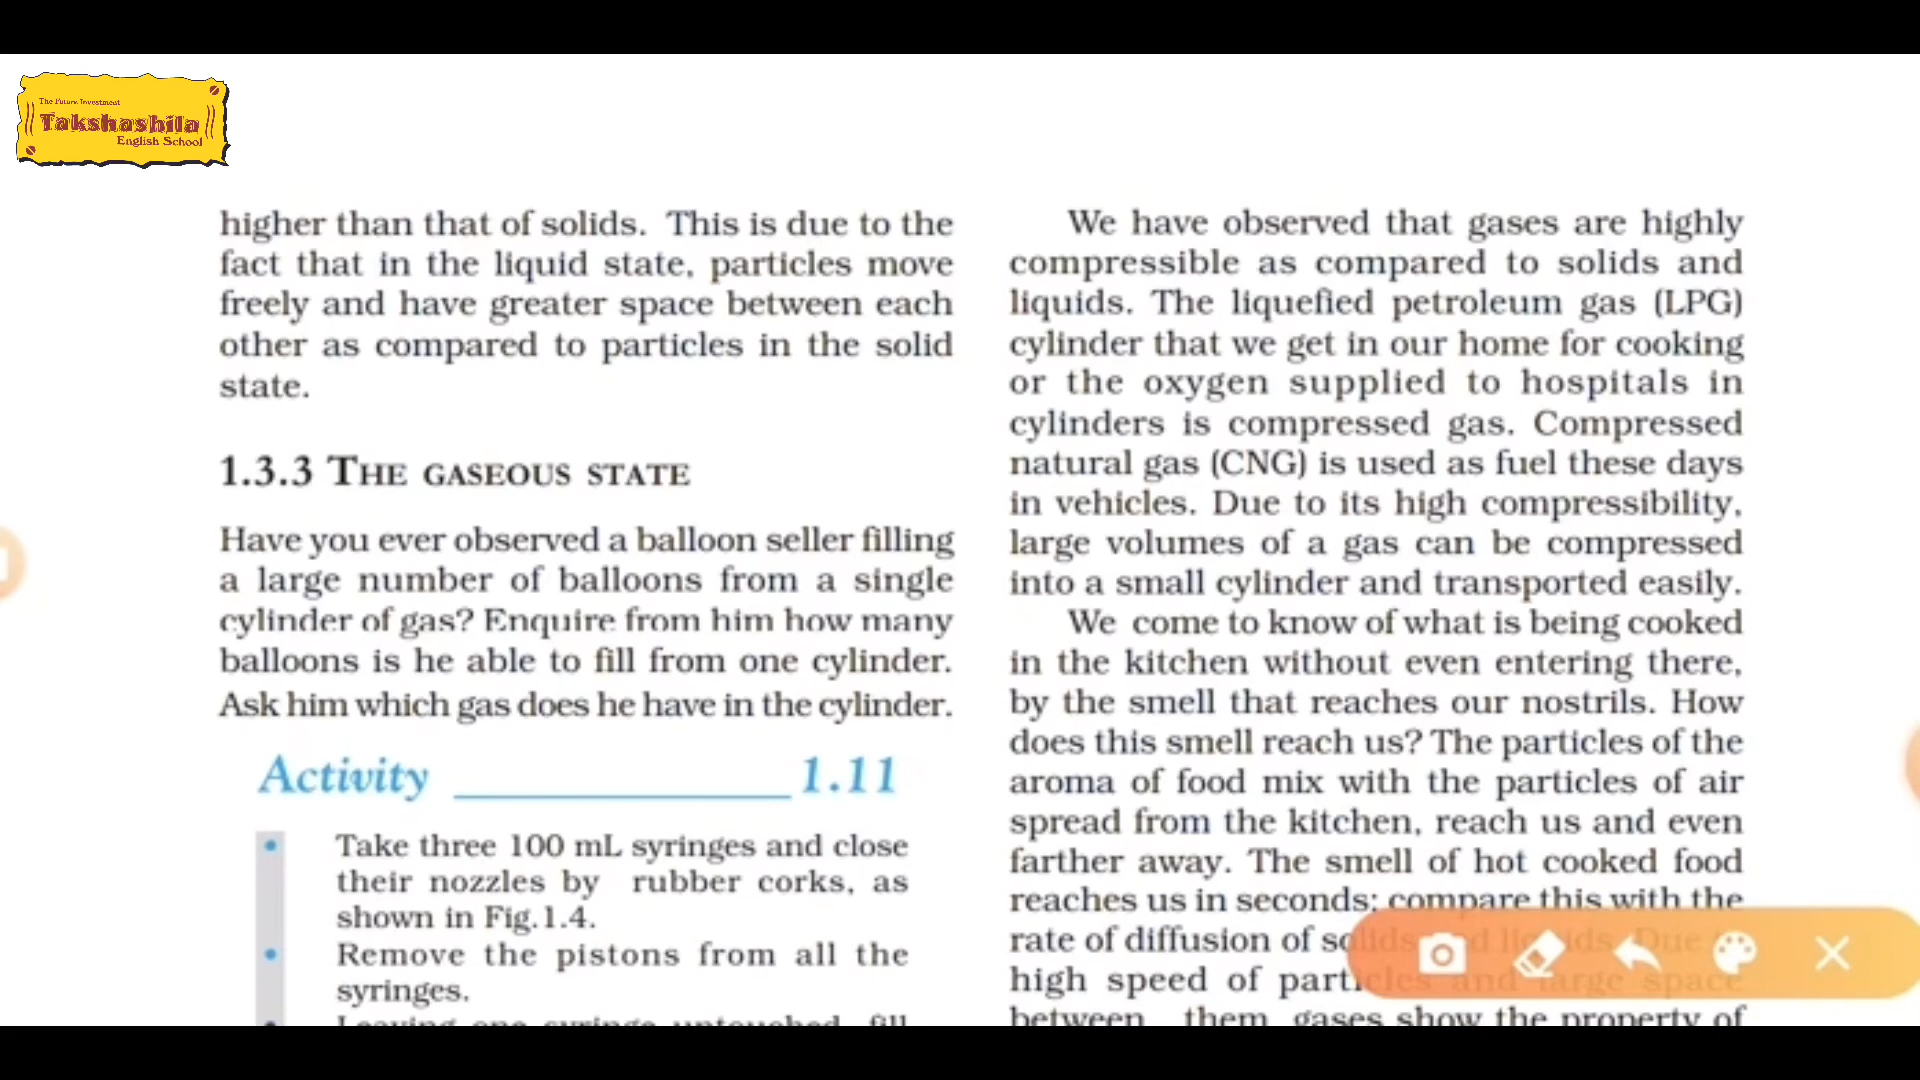 The Future Investment
Takshashila
English School
higher than that of solids. This is due to the
fact that in the liquid state, particles move
freely and have greater space between each
other as compared to particles in the solid
state.
1.3.3 THE GASEOUS STATE
Have you ever observed a balloon seller filling
a large number of balloons from a single
cylinder of gas? Enquire from him how many
balloons is he able to fill from one cylinder.
Ask him which gas does he have in the cylinder.
Activity 1.11
• Take three 100 mL syringes and close
their nozzles by rubber corks, as
shown in Fig.1.4.
• Remove the pistons from all the
syringes.
• Leaving one syringe untouched, fill
We have observed that gases are highly
compressible as compared to solids and
liquids. The liquefied petroleum gas (LPG)
cylinder that we get in our home for cooking
or the oxygen supplied to hospitals in
cylinders is compressed gas. Compressed
natural gas (CNG) is used as fuel these days
in vehicles. Due to its high compressibility,
large volumes of a gas can be compressed
into a small cylinder and transported easily.
We come to know of what is being cooked
in the kitchen without even entering there,
by the smell that reaches our nostrils. How
does this smell reach us? The particles of the
aroma of food mix with the particles of air
spread from the kitchen, reach us and even
farther away. The smell of hot cooked food
reaches us in seconds; compare this with the
rate of diffusion of solids and liquids. Due
high speed of particles and large space
between them, gases show the property of